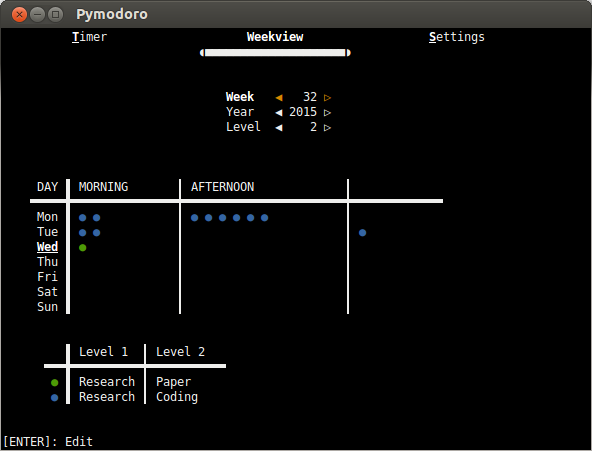 Pymodoro
Timer Weekview Settings
Week ◀ 32 ▷
Year ◀ 2015 ▷
Level ◀ 2 ▷
DAY MORNING AFTERNOON
Mon
Tue
Wed
Thu
Fri
Sat
Sun
Level 1 Level 2
Research Paper
Research Coding
[ENTER]: Edit